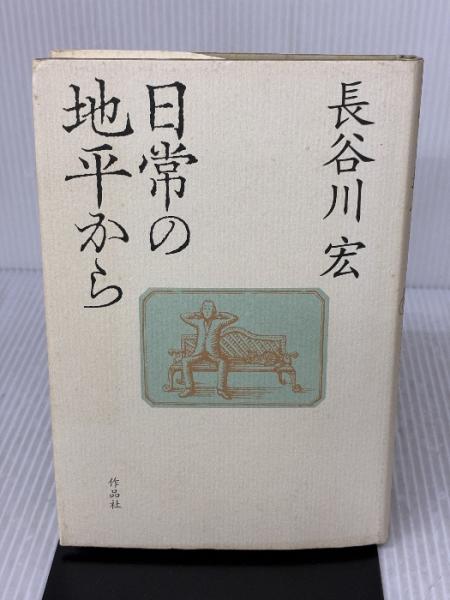 長谷川 宏
日常の
地平から
作品社